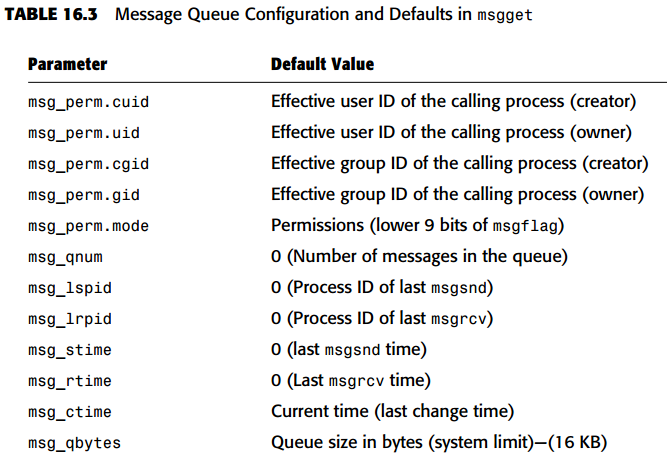 TABLE 16.3 Message Queue Configuration and Defaults in msgget
Parameter Default Value
msg_perm.cuid Effective user ID of the calling process (creator)
msg_perm.uid Effective user ID of the calling process (owner)
msg_perm.cgid Effective group ID of the calling process (creator)
msg_perm.gid Effective group ID of the calling process (owner)
msg_perm.mode Permissions (lower 9 bits of msgflag)
msg_qnum 0 (Number of messages in the queue)
msg_lspid 0 (Process ID of last msgsnd)
msg_lrpid 0 (Process ID of last msgrcv)
msg_stime 0 (last msgsnd time)
msg_rtime 0 (Last msgrcv time)
msg_ctime Current time (last change time)
msg_qbytes Queue size in bytes (system limit)—(16 KB)